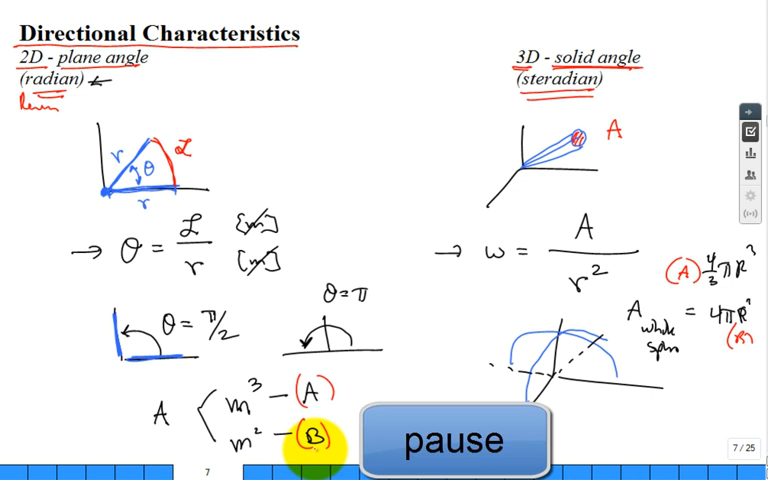 Directional Characteristics
2D - plane angle
(radian) ←
r θ L
r
→ θ = L/r [m]/[m]
θ = π/2
θ = π
3D - solid angle
(steradian)
A
→ w = A/r²
(A) 4/3 πR³
A whole = 4πR²
A
m³ - (A)
m² - (B)
pause
7
7 / 25